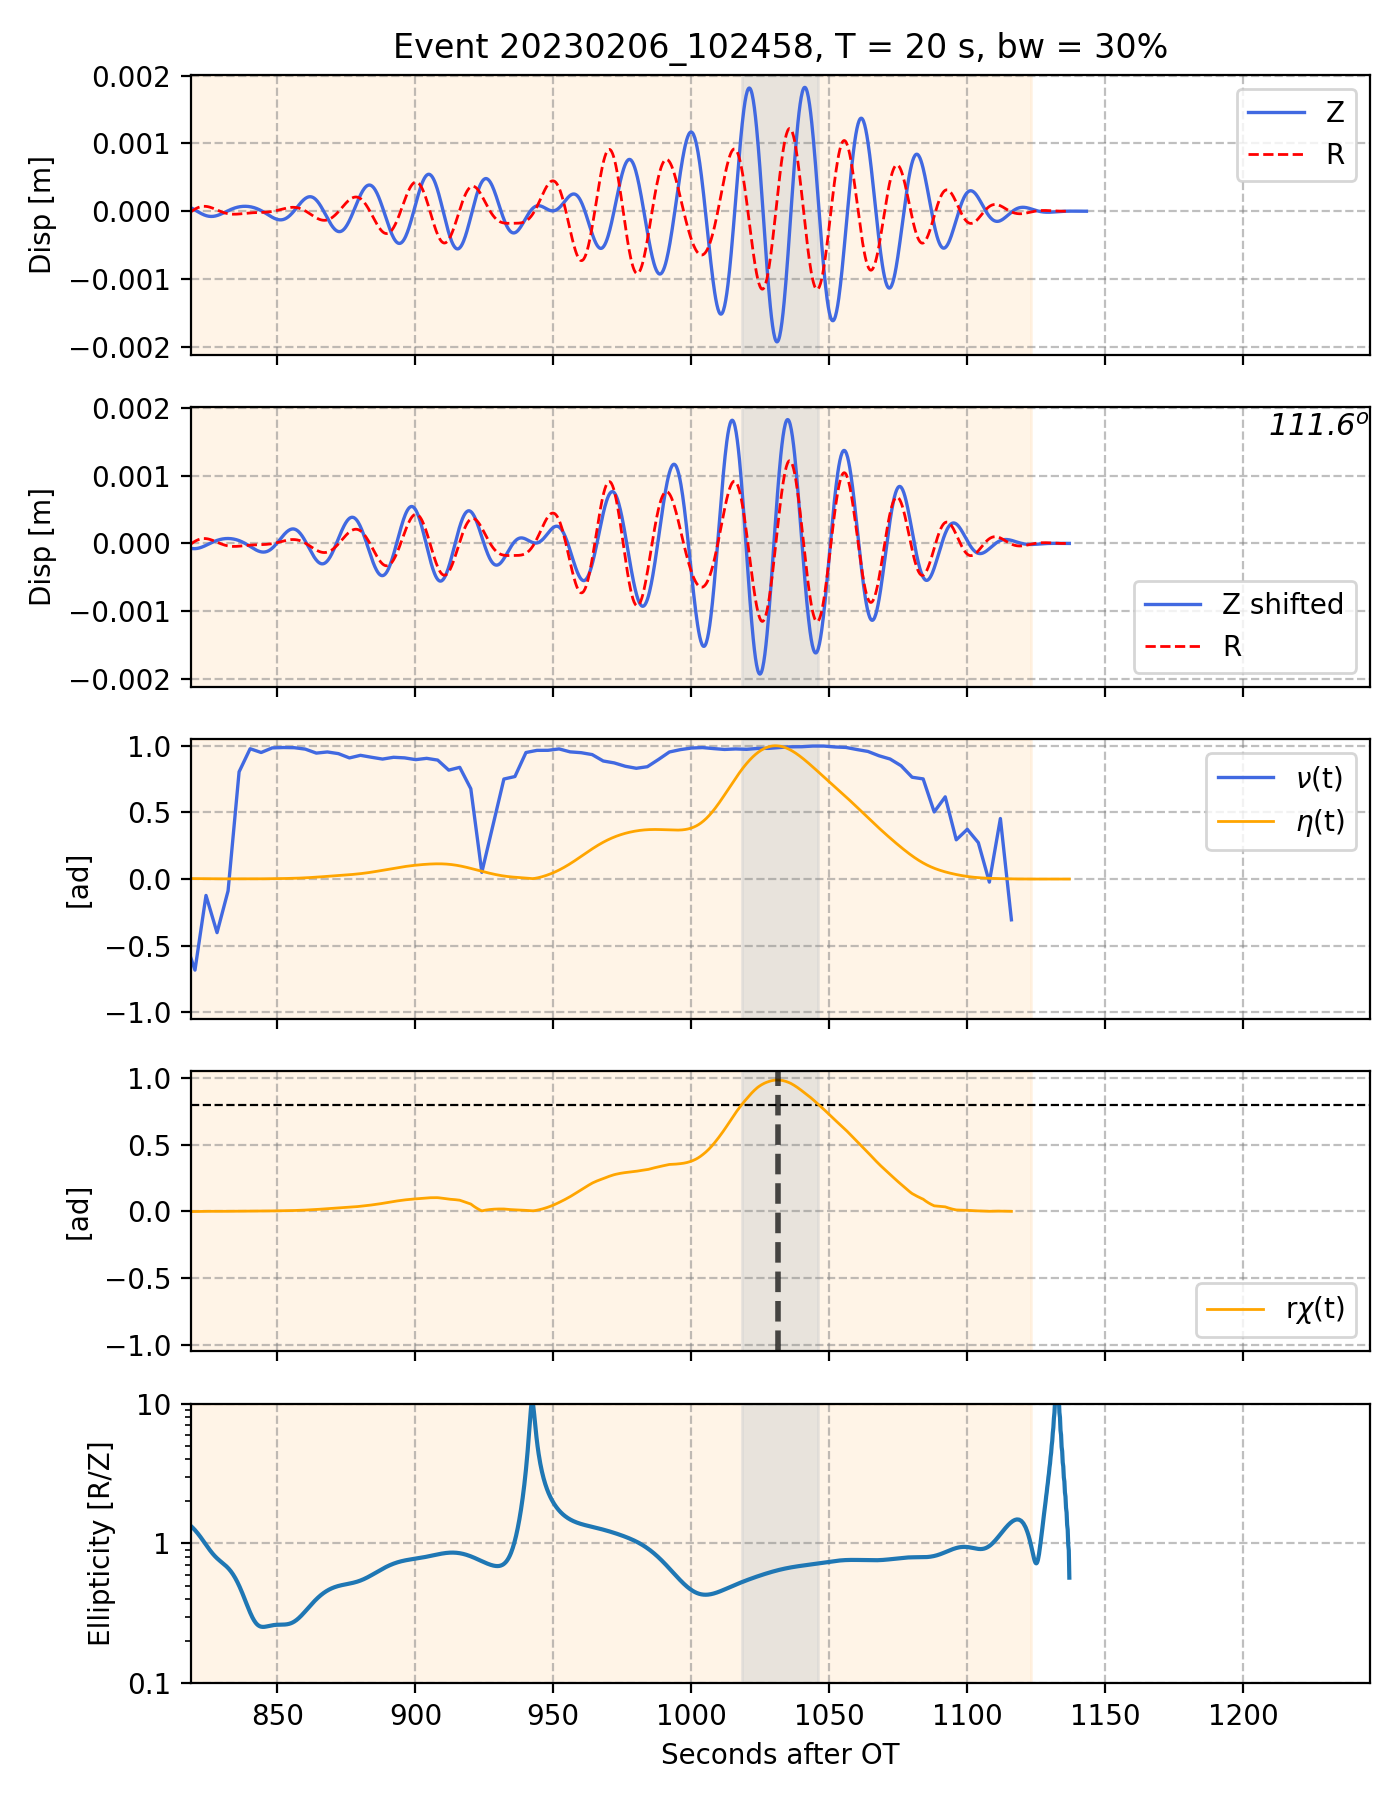 Event 20230206_102458, T = 20 s, bw = 30%
0.002
0.001
0.000
−0.001
−0.002
Disp [m]
Z
R
0.002
0.001
0.000
−0.001
−0.002
Disp [m]
111.6º
Z shifted
R
1.0
0.5
0.0
−0.5
−1.0
[ad]
ν(t)
η(t)
1.0
0.5
0.0
−0.5
−1.0
[ad]
rχ(t)
10
1
0.1
Ellipticity [R/Z]
850 900 950 1000 1050 1100 1150 1200
Seconds after OT